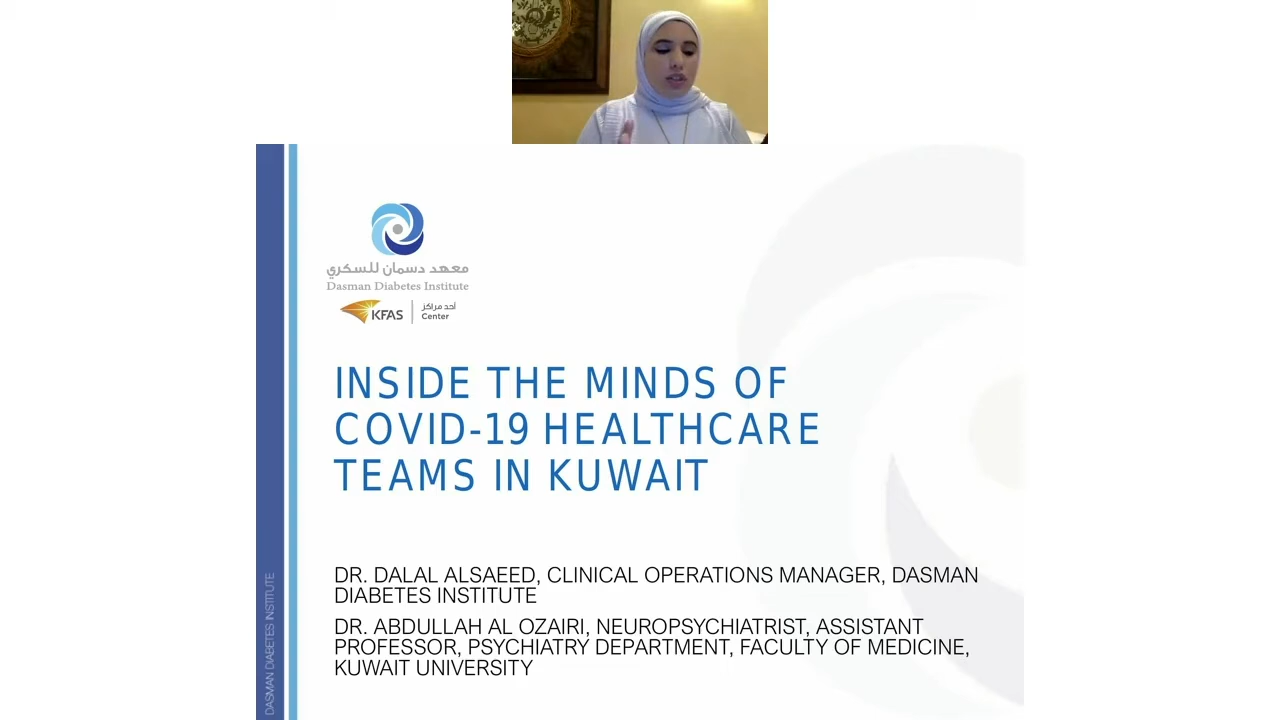 معهد دسمان للسكري
Dasman Diabetes Institute
KFAS
أحد مراكز
Center
INSIDE THE MINDS OF
COVID-19 HEALTHCARE
TEAMS IN KUWAIT
DR. DALAL ALSAEED, CLINICAL OPERATIONS MANAGER, DASMAN
DIABETES INSTITUTE
DR. ABDULLAH AL OZAIRI, NEUROPSYCHIATRIST, ASSISTANT
PROFESSOR, PSYCHIATRY DEPARTMENT, FACULTY OF MEDICINE,
KUWAIT UNIVERSITY
DASMAN DIABETES INSTITUTE